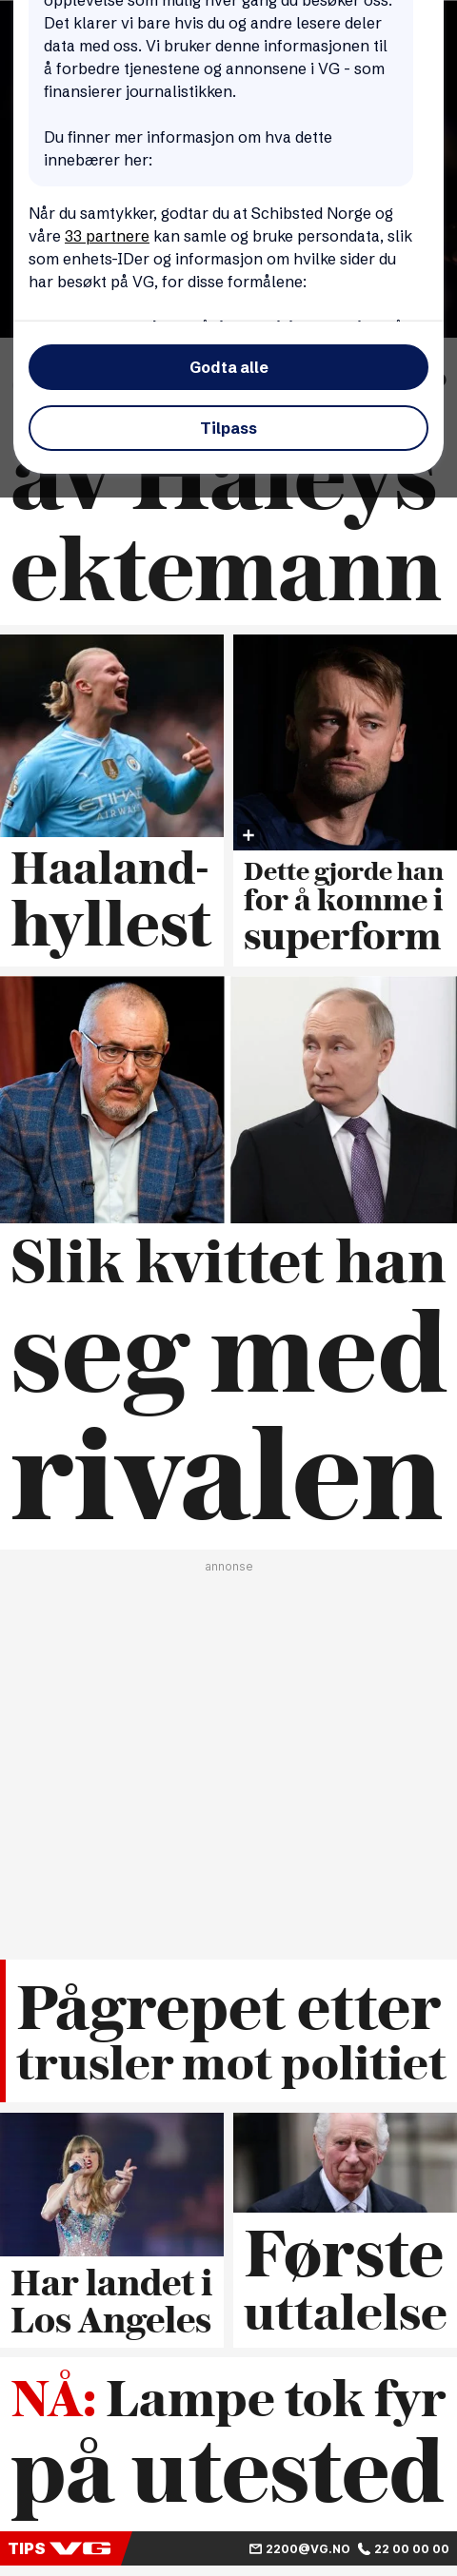 opplevelse som mulig hver gang du besøker oss.
Det klarer vi bare hvis du og andre lesere deler
data med oss. Vi bruker denne informasjonen til
å forbedre tjenestene og annonsene i VG - som
finansierer journalistikken.
Du finner mer informasjon om hva dette
innebærer her:
Når du samtykker, godtar du at Schibsted Norge og
våre 33 partnere kan samle og bruke persondata, slik
som enhets-IDer og informasjon om hvilke sider du
har besøkt på VG, for disse formålene:
Godta alle
Tilpass
av Haleys
ektemann
Haaland-
hyllest
Dette gjorde han
for å komme i
superform
Slik kvittet han
seg med
rivalen
annonse
Pågrepet etter
trusler mot politiet
Har landet i
Los Angeles
Første
uttalelse
NÅ: Lampe tok fyr
på utested
TIPS VG 2200@VG.NO 22 00 00 00